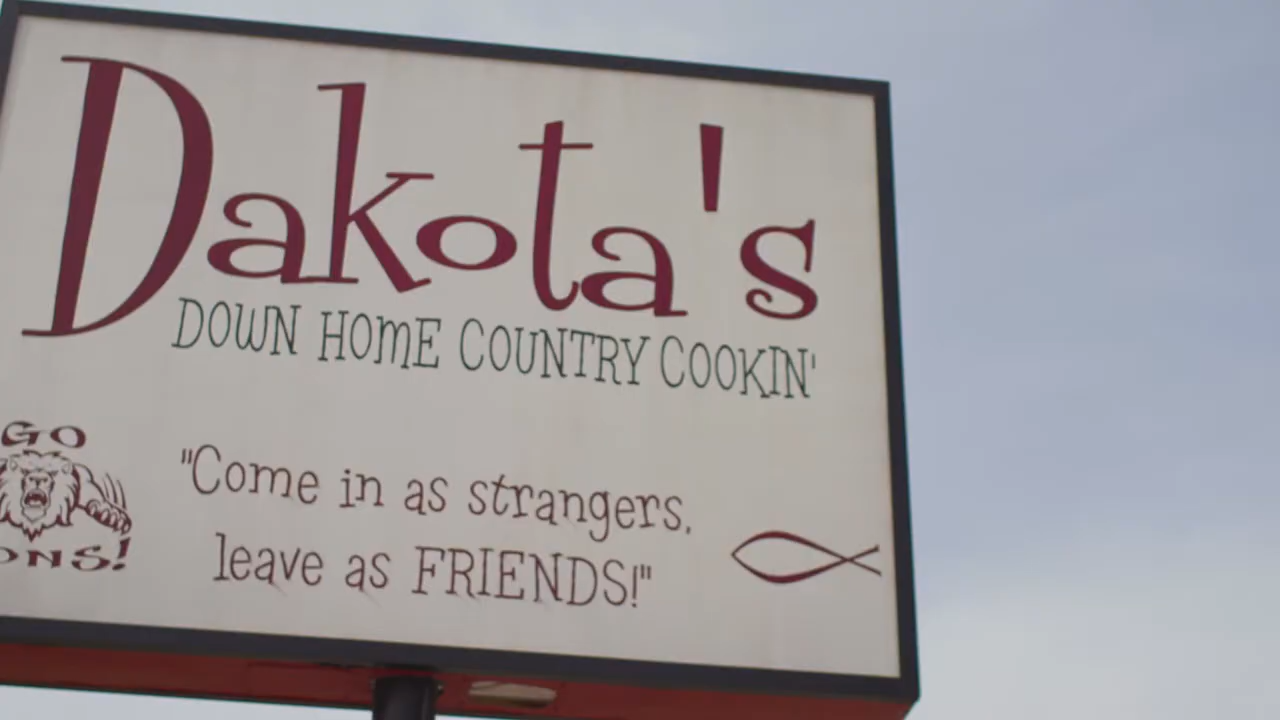 Dakota's
DOWN HOME COUNTRY COOKIN'
GO
"Come in as strangers,
leave as FRIENDS!"